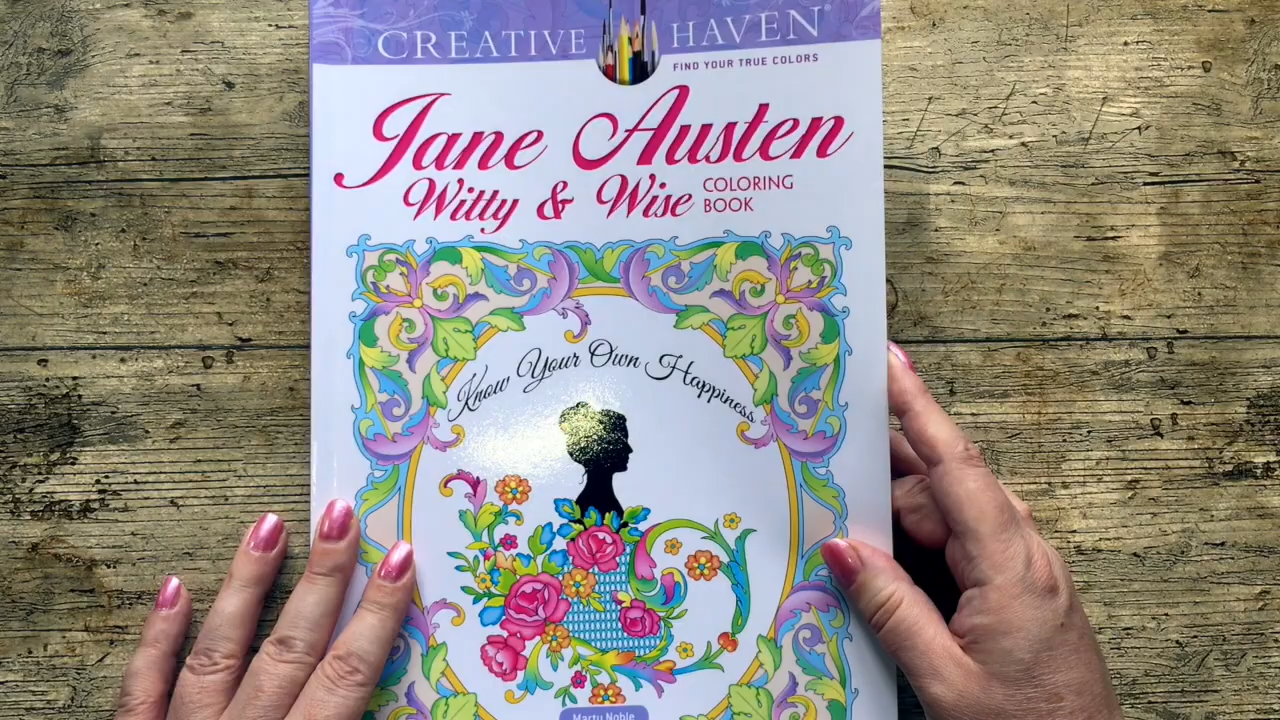 CREATIVE HAVEN®
FIND YOUR TRUE COLORS
Jane Austen
Witty & Wise COLORING
BOOK
Know Your Own Happiness
Marty Noble